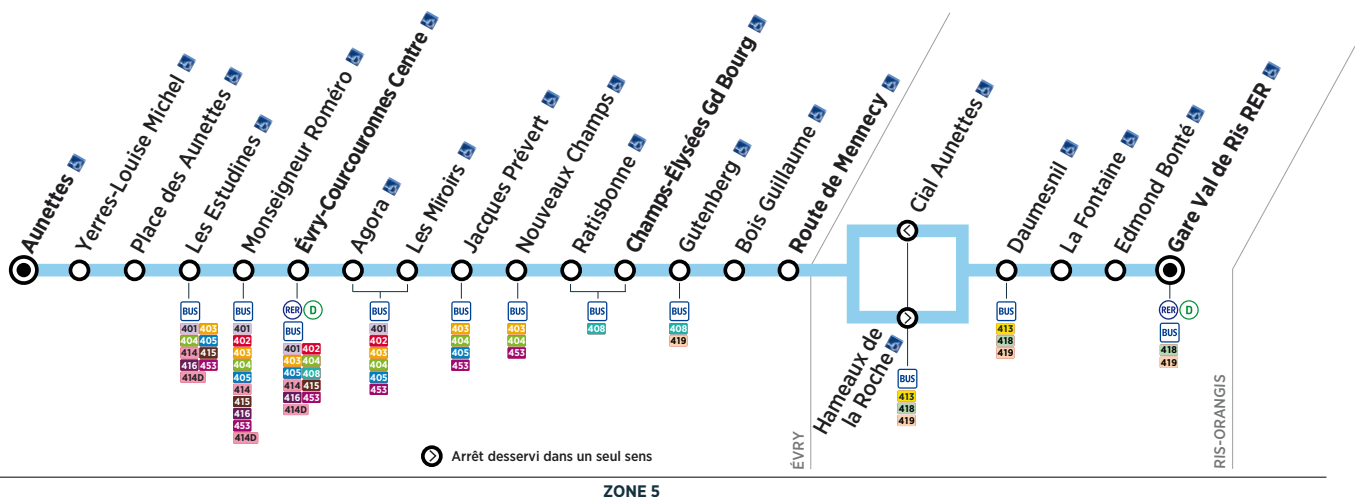 Aunettes
Yerres-Louise Michel
Place des Aunettes
Les Estudines
Monseigneur Roméro
Évry-Courcouronnes Centre
Agora
Les Miroirs
Jacques Prévert
Nouveaux Champs
Ratisbonne
Champs-Élysées Gd Bourg
Gutenberg
Bois Guillaume
Route de Mennecy
Cial Aunettes
Hameaux de
la Roche
Daumesnil
La Fontaine
Edmond Bonté
Gare Val de Ris RER
BUS
401 403
404 405
414 415
416 453
414D
BUS
401
402
403
404
405
414
415
416
453
414D
RER D
BUS
401 402
403 404
405 408
414 415
416 453
414D
BUS
401
402
403
404
405
453
BUS
403
404
405
453
BUS
403
404
453
BUS
408
BUS
408
419
BUS
413
418
419
BUS
413
418
419
RER D
BUS
418
419
ÉVRY
RIS-ORANGIS
Arrêt desservi dans un seul sens
ZONE 5